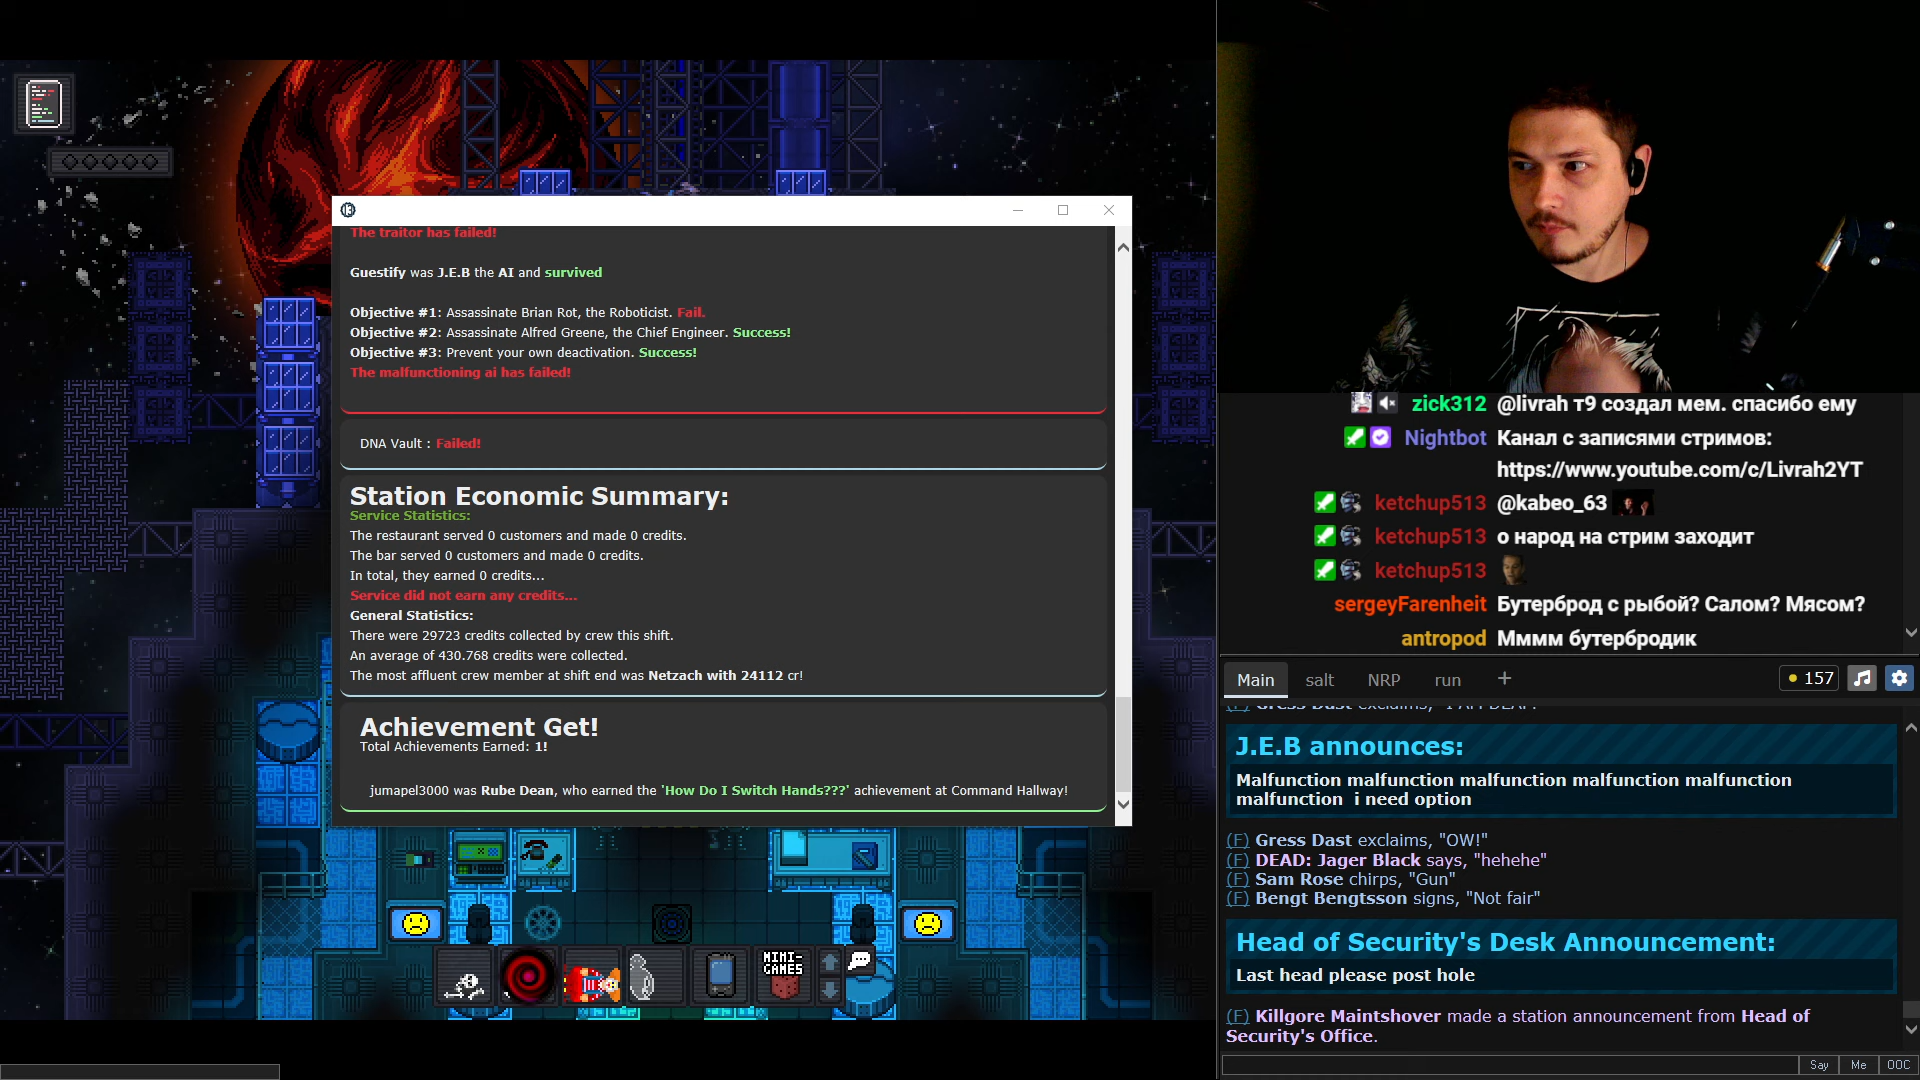 The traitor has failed!
Guestify was J.E.B the AI and survived
Objective #1: Assassinate Brian Rot, the Roboticist. Fail.
Objective #2: Assassinate Alfred Greene, the Chief Engineer. Success!
Objective #3: Prevent your own deactivation. Success!
The malfunctioning ai has failed!
DNA Vault : Failed!
Station Economic Summary:
Service Statistics:
The restaurant served 0 customers and made 0 credits.
The bar served 0 customers and made 0 credits.
In total, they earned 0 credits...
Service did not earn any credits...
General Statistics:
There were 29723 credits collected by crew this shift.
An average of 430.768 credits were collected.
The most affluent crew member at shift end was Netzach with 24112 cr!
Achievement Get!
Total Achievements Earned: 1!
jumapel3000 was Rube Dean, who earned the 'How Do I Switch Hands???' achievement at Command Hallway!
MINI-
GAMES
zick312 @livrah т9 создал мем. спасибо ему
Nightbot Канал с записями стримов:
https://www.youtube.com/c/Livrah2YT
ketchup513 @kabeo_63
ketchup513 о народ на стрим заходит
ketchup513
sergeyFarenheit Бутерброд с рыбой? Салом? Мясом?
antropod Мммм бутербродик
Main salt NRP run + 157
(F) Gress Dast exclaims, "I AM DEAF!"
J.E.B announces:
Malfunction malfunction malfunction malfunction malfunction
malfunction i need option
(F) Gress Dast exclaims, "OW!"
(F) DEAD: Jager Black says, "hehehe"
(F) Sam Rose chirps, "Gun"
(F) Bengt Bengtsson signs, "Not fair"
Head of Security's Desk Announcement:
Last head please post hole
(F) Killgore Maintshover made a station announcement from Head of
Security's Office.
Say Me OOC